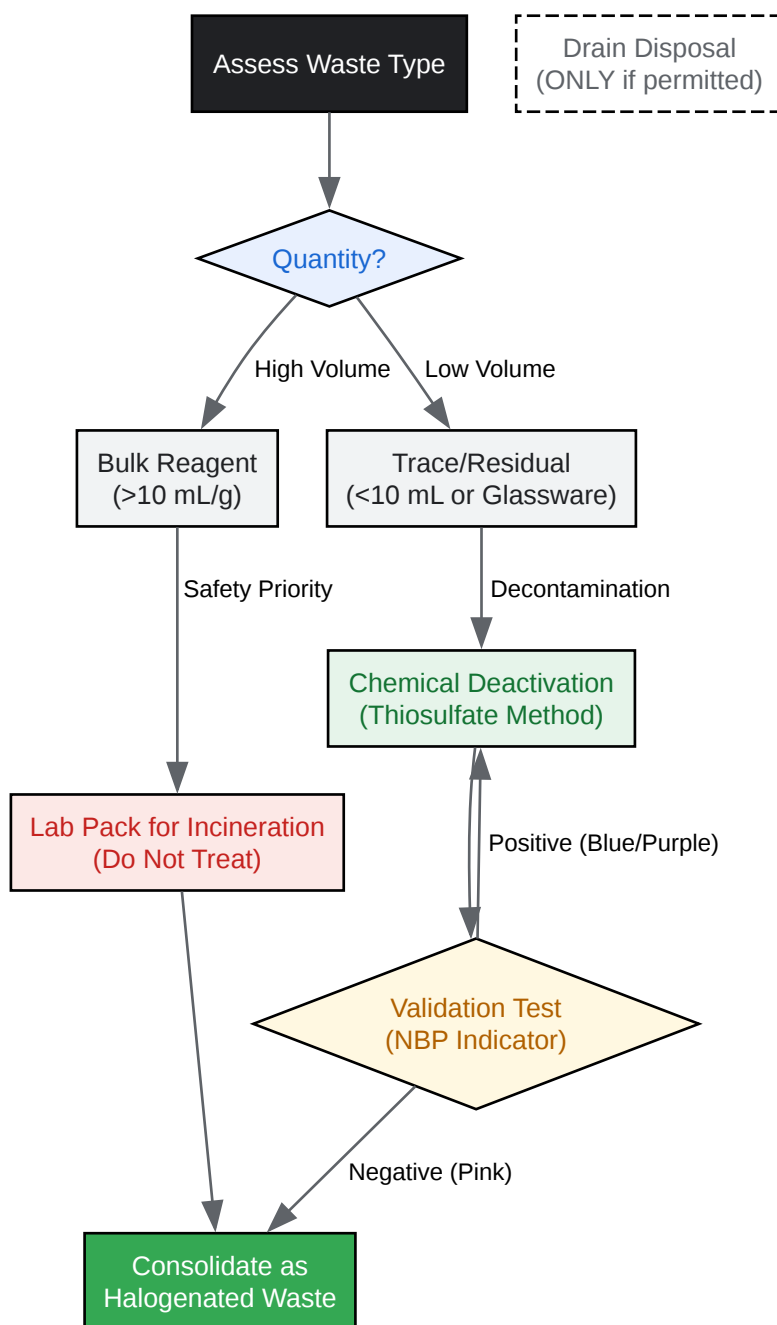 Assess Waste Type
Drain Disposal
(ONLY if permitted)
Quantity?
High Volume
Low Volume
Bulk Reagent
(>10 mL/g)
Trace/Residual
(<10 mL or Glassware)
Safety Priority
Decontamination
Chemical Deactivation
(Thiosulfate Method)
Lab Pack for Incineration
(Do Not Treat)
Positive (Blue/Purple)
Validation Test
(NBP Indicator)
Negative (Pink)
Consolidate as
Halogenated Waste